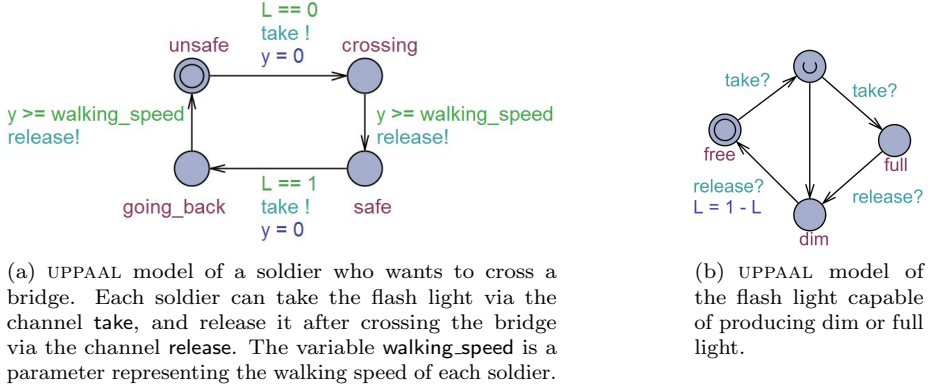 L == 0
take !
y = 0
unsafe
crossing
y >= walking_speed
release!
y >= walking_speed
release!
going_back
L == 1
take !
y = 0
safe
take?
take?
free
full
release?
L = 1 - L
release?
dim
(a) UPPAAL model of a soldier who wants to cross a
bridge. Each soldier can take the flash light via the
channel take, and release it after crossing the bridge
via the channel release. The variable walking_speed is a
parameter representing the walking speed of each soldier.
(b) UPPAAL model of
the flash light capable
of producing dim or full
light.